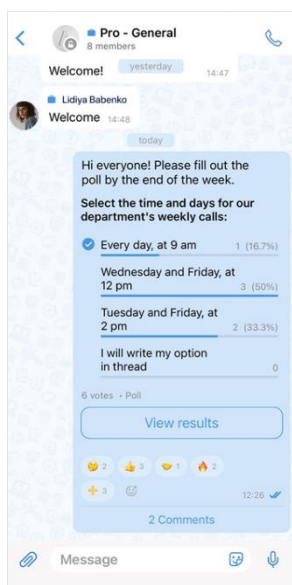 Pro - General
8 members
yesterday
Welcome! 14:47
Lidiya Babenko
Welcome 14:48
today
Hi everyone! Please fill out the
poll by the end of the week.
Select the time and days for our
department's weekly calls:
Every day, at 9 am 1 (16.7%)
Wednesday and Friday, at
12 pm 3 (50%)
Tuesday and Friday, at
2 pm 2 (33.3%)
I will write my option
in thread 0
6 votes • Poll
View results
2 3 1 2
3 12:26
2 Comments
Message